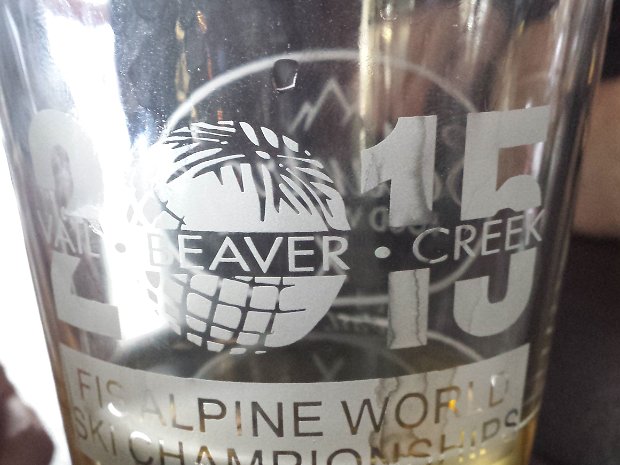 2015
VAIL • BEAVER • CREEK
FIS ALPINE WORLD
SKI CHAMPIONSHIPS